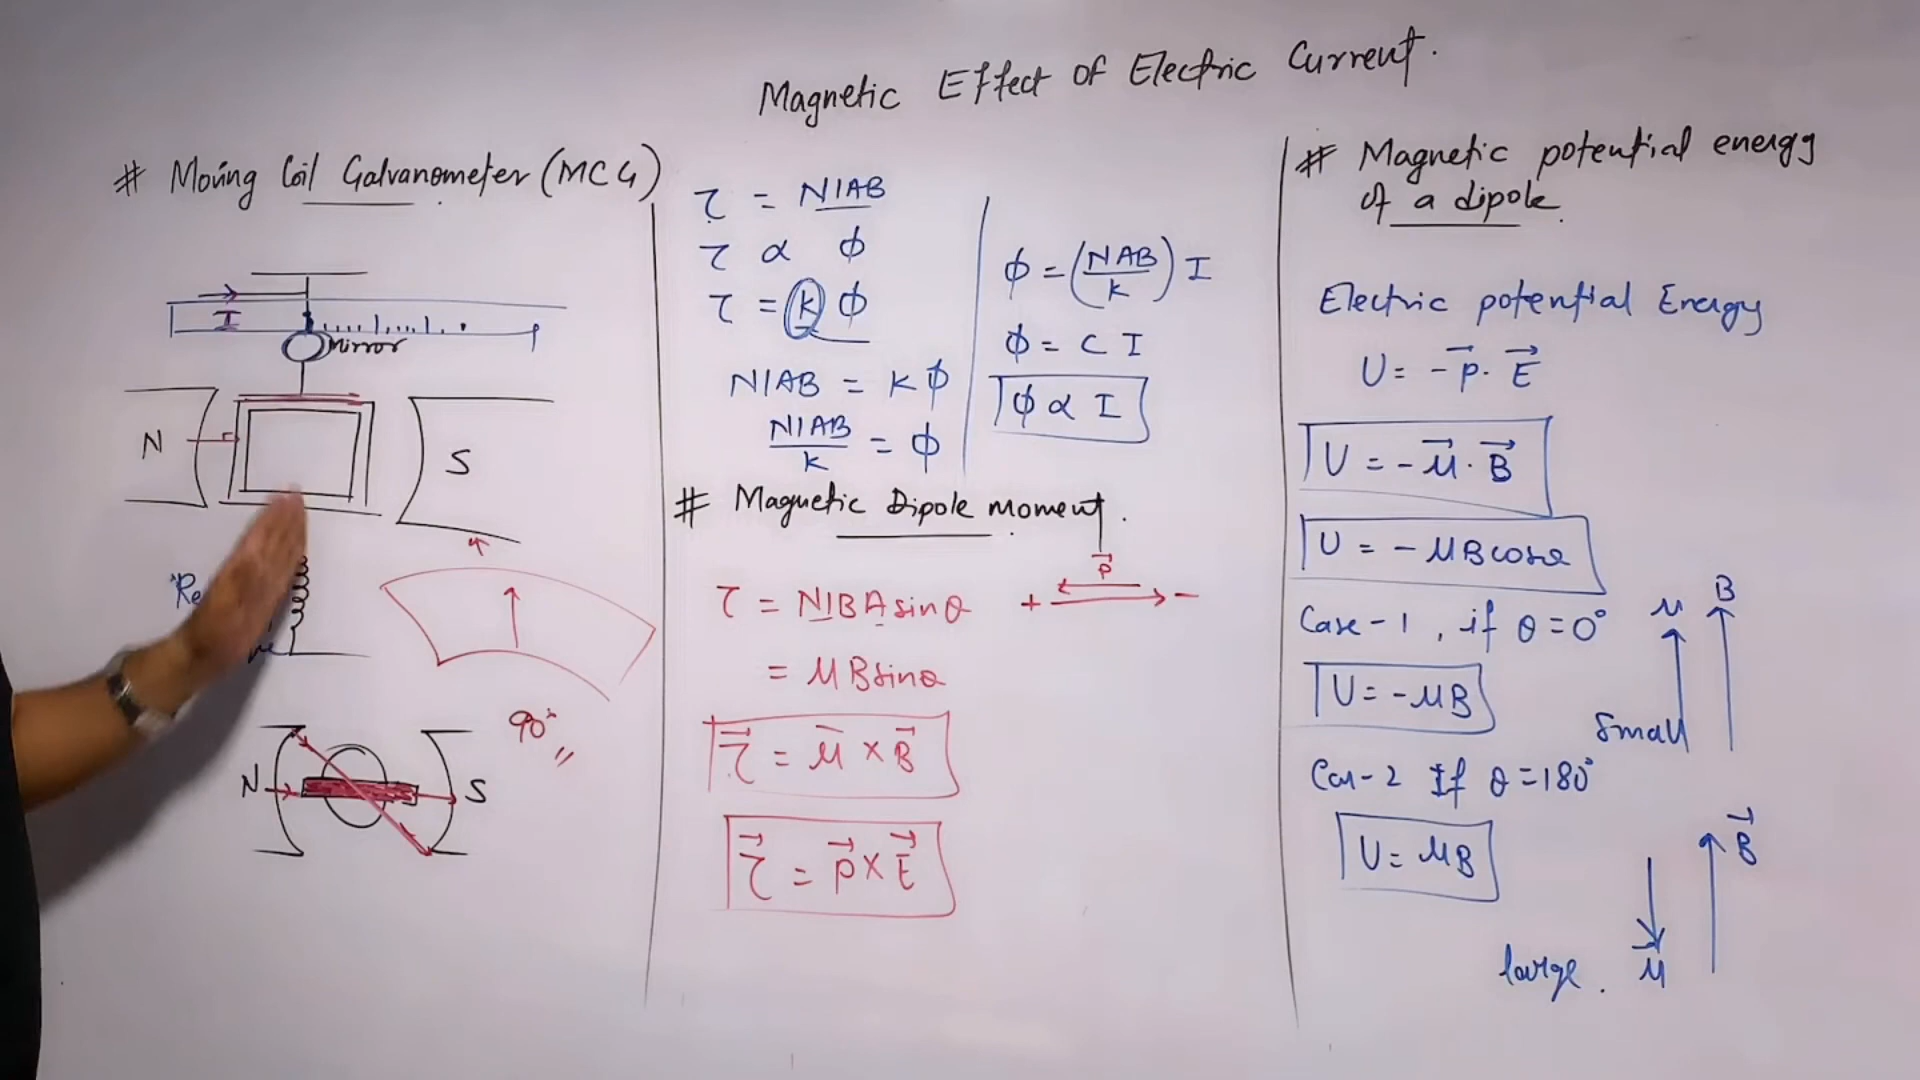 Magnetic Effect of Electric Current.
# Moving Coil Galvanometer (MCG)
I
Mirror
N
S
90°
N
S
τ = NIAB
τ α ϕ
τ = k ϕ
NIAB = k ϕ
NIAB/k = ϕ
ϕ = (NAB/k) I
ϕ = C I
ϕ α I
# Magnetic Dipole moment.
τ = NIBA sinθ
= μB sinθ
τ⃗ = μ⃗ × B⃗
τ⃗ = p⃗ × E⃗
p⃗
+ −
# Magnetic potential energy
of a dipole.
Electric potential Energy
U = -p⃗ · E⃗
U = -μ⃗ · B⃗
U = - μB cosθ
Case-1, if θ = 0°
μ B
U = -μB
small
Cas-2 If θ = 180°
U = μB
B⃗
large.
μ⃗